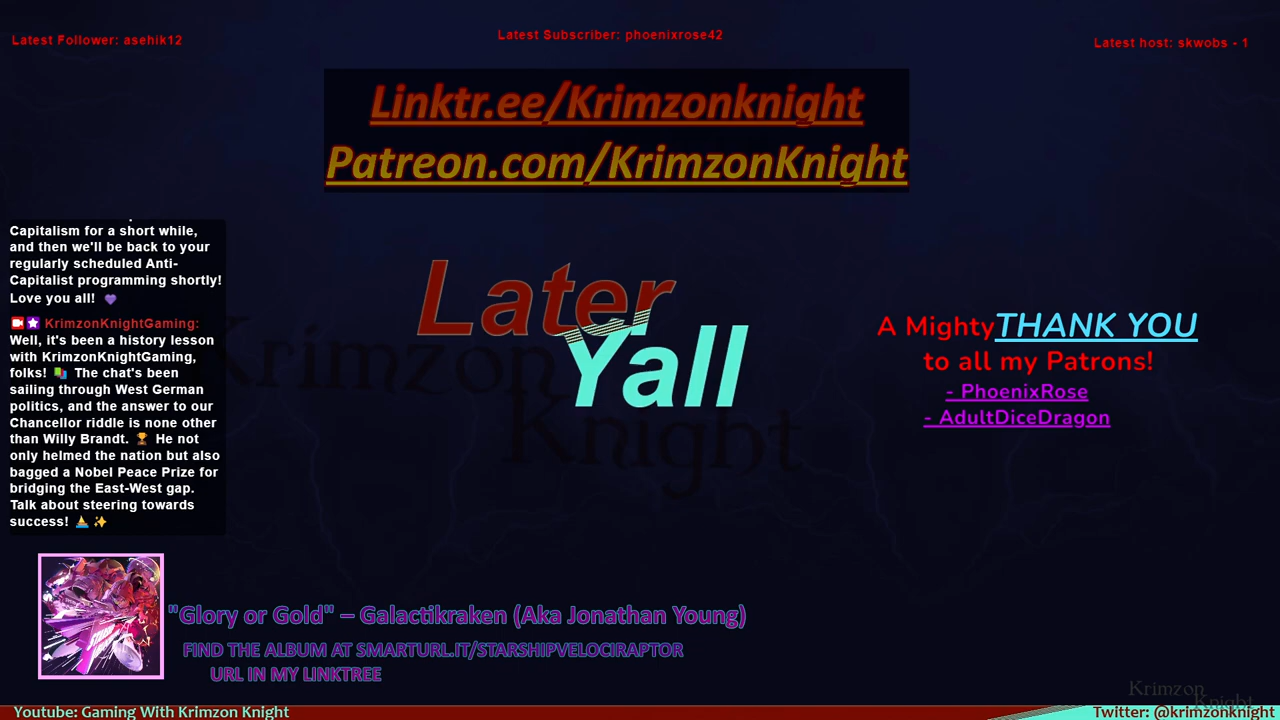 Latest Follower: asehik12
Latest Subscriber: phoenixrose42
Latest host: skwobs - 1
Linktr.ee/Krimzonknight
Patreon.com/KrimzonKnight
Capitalism for a short while,
and then we'll be back to your
regularly scheduled Anti-
Capitalist programming shortly!
Love you all! 💜
KrimzonKnightGaming:
Well, it's been a history lesson
with KrimzonKnightGaming,
folks! 📚 The chat's been
sailing through West German
politics, and the answer to our
Chancellor riddle is none other
than Willy Brandt. 🏆 He not
only helmed the nation but also
bagged a Nobel Peace Prize for
bridging the East-West gap.
Talk about steering towards
success! ⛵ ✨
Later
Yall
Krimzon
Knight
A Mighty THANK YOU
to all my Patrons!
- PhoenixRose
- AdultDiceDragon
"Glory or Gold" – Galactikraken (Aka Jonathan Young)
FIND THE ALBUM AT SMARTURL.IT/STARSHIPVELOCIRAPTOR
URL IN MY LINKTREE
Krimzon
Knight
Youtube: Gaming With Krimzon Knight
Twitter: @krimzonknight